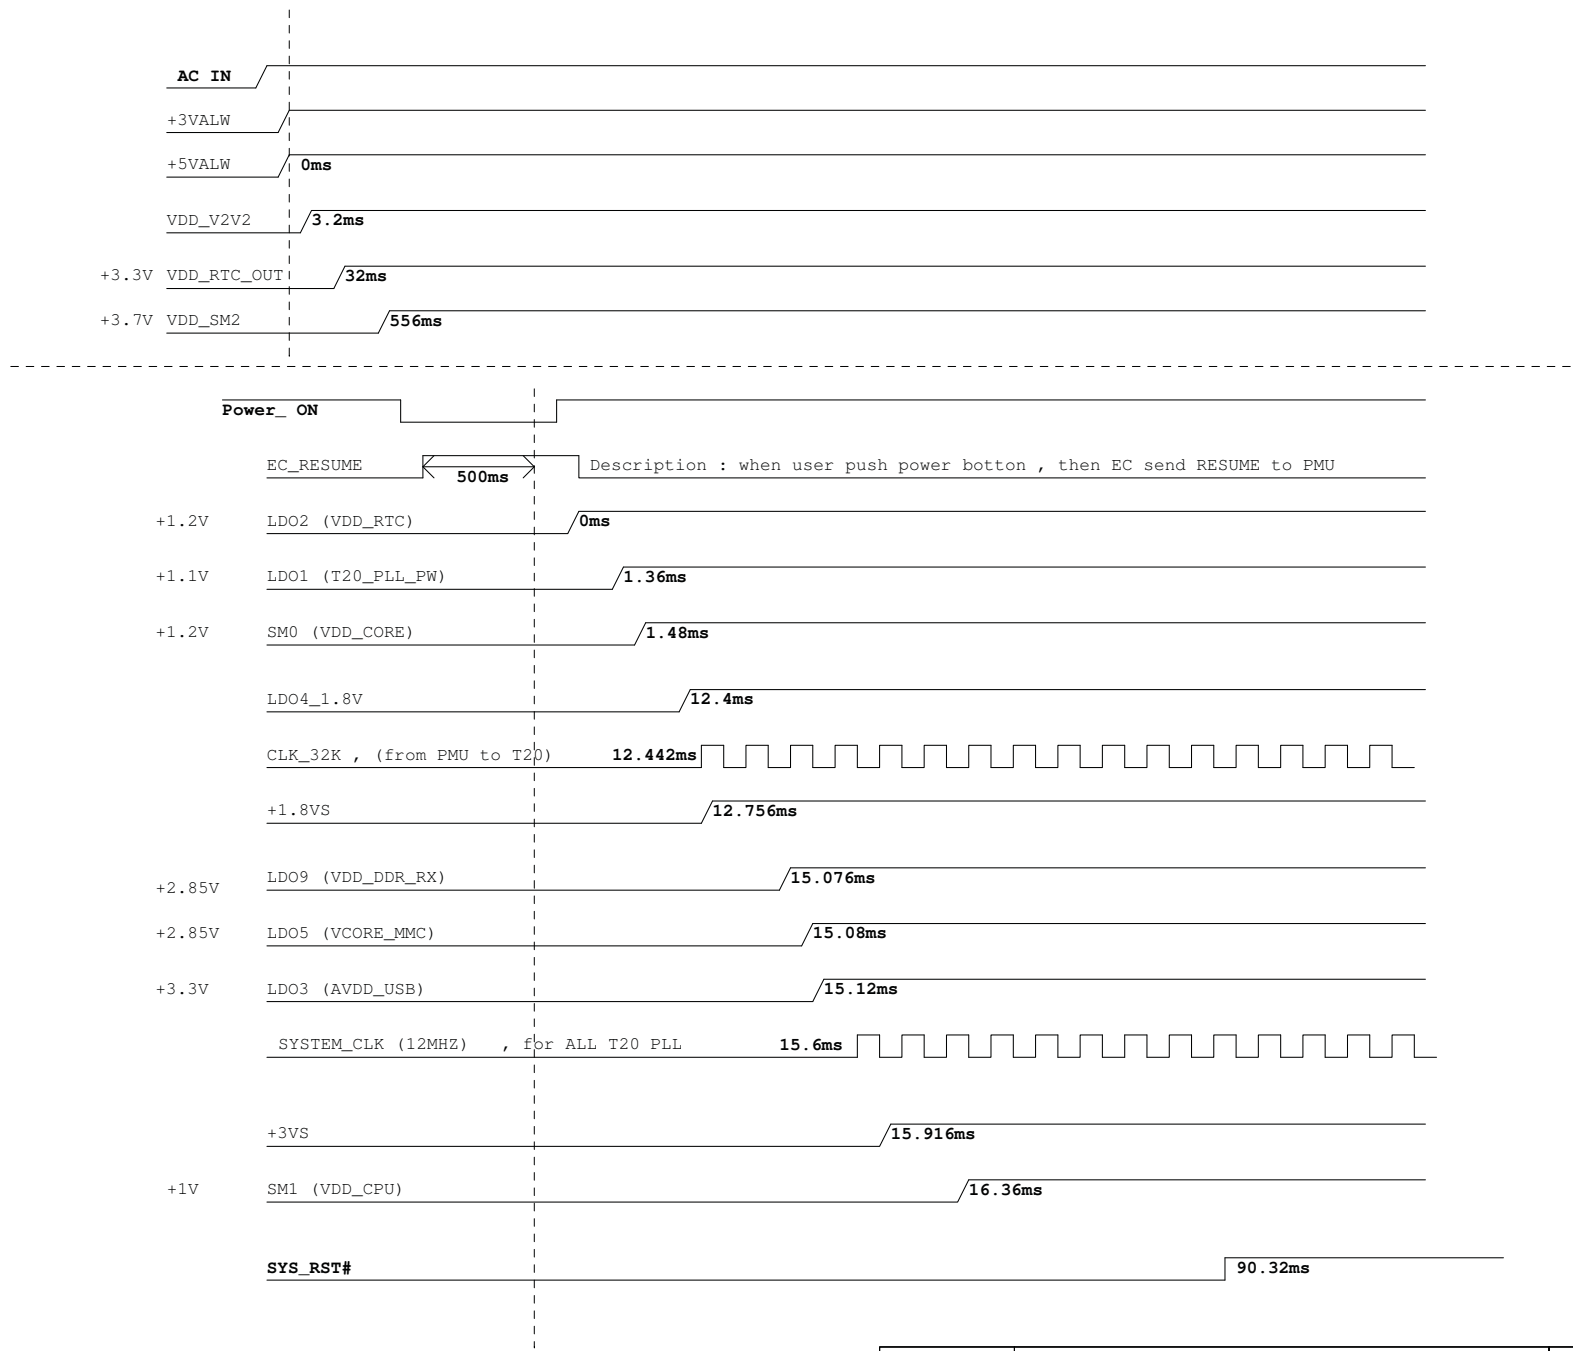 AC IN
+3VALW
+5VALW 0ms
VDD_V2V2 3.2ms
+3.3V VDD_RTC_OUT 32ms
+3.7V VDD_SM2 556ms
Power_ ON
EC_RESUME 500ms Description : when user push power botton , then EC send RESUME to PMU
+1.2V LDO2 (VDD_RTC) 0ms
+1.1V LDO1 (T20_PLL_PW) 1.36ms
+1.2V SM0 (VDD_CORE) 1.48ms
LDO4_1.8V 12.4ms
CLK_32K , (from PMU to T20) 12.442ms
+1.8VS 12.756ms
+2.85V LDO9 (VDD_DDR_RX) 15.076ms
+2.85V LDO5 (VCORE_MMC) 15.08ms
+3.3V LDO3 (AVDD_USB) 15.12ms
SYSTEM_CLK (12MHZ) , for ALL T20 PLL 15.6ms
+3VS 15.916ms
+1V SM1 (VDD_CPU) 16.36ms
SYS_RST# 90.32ms